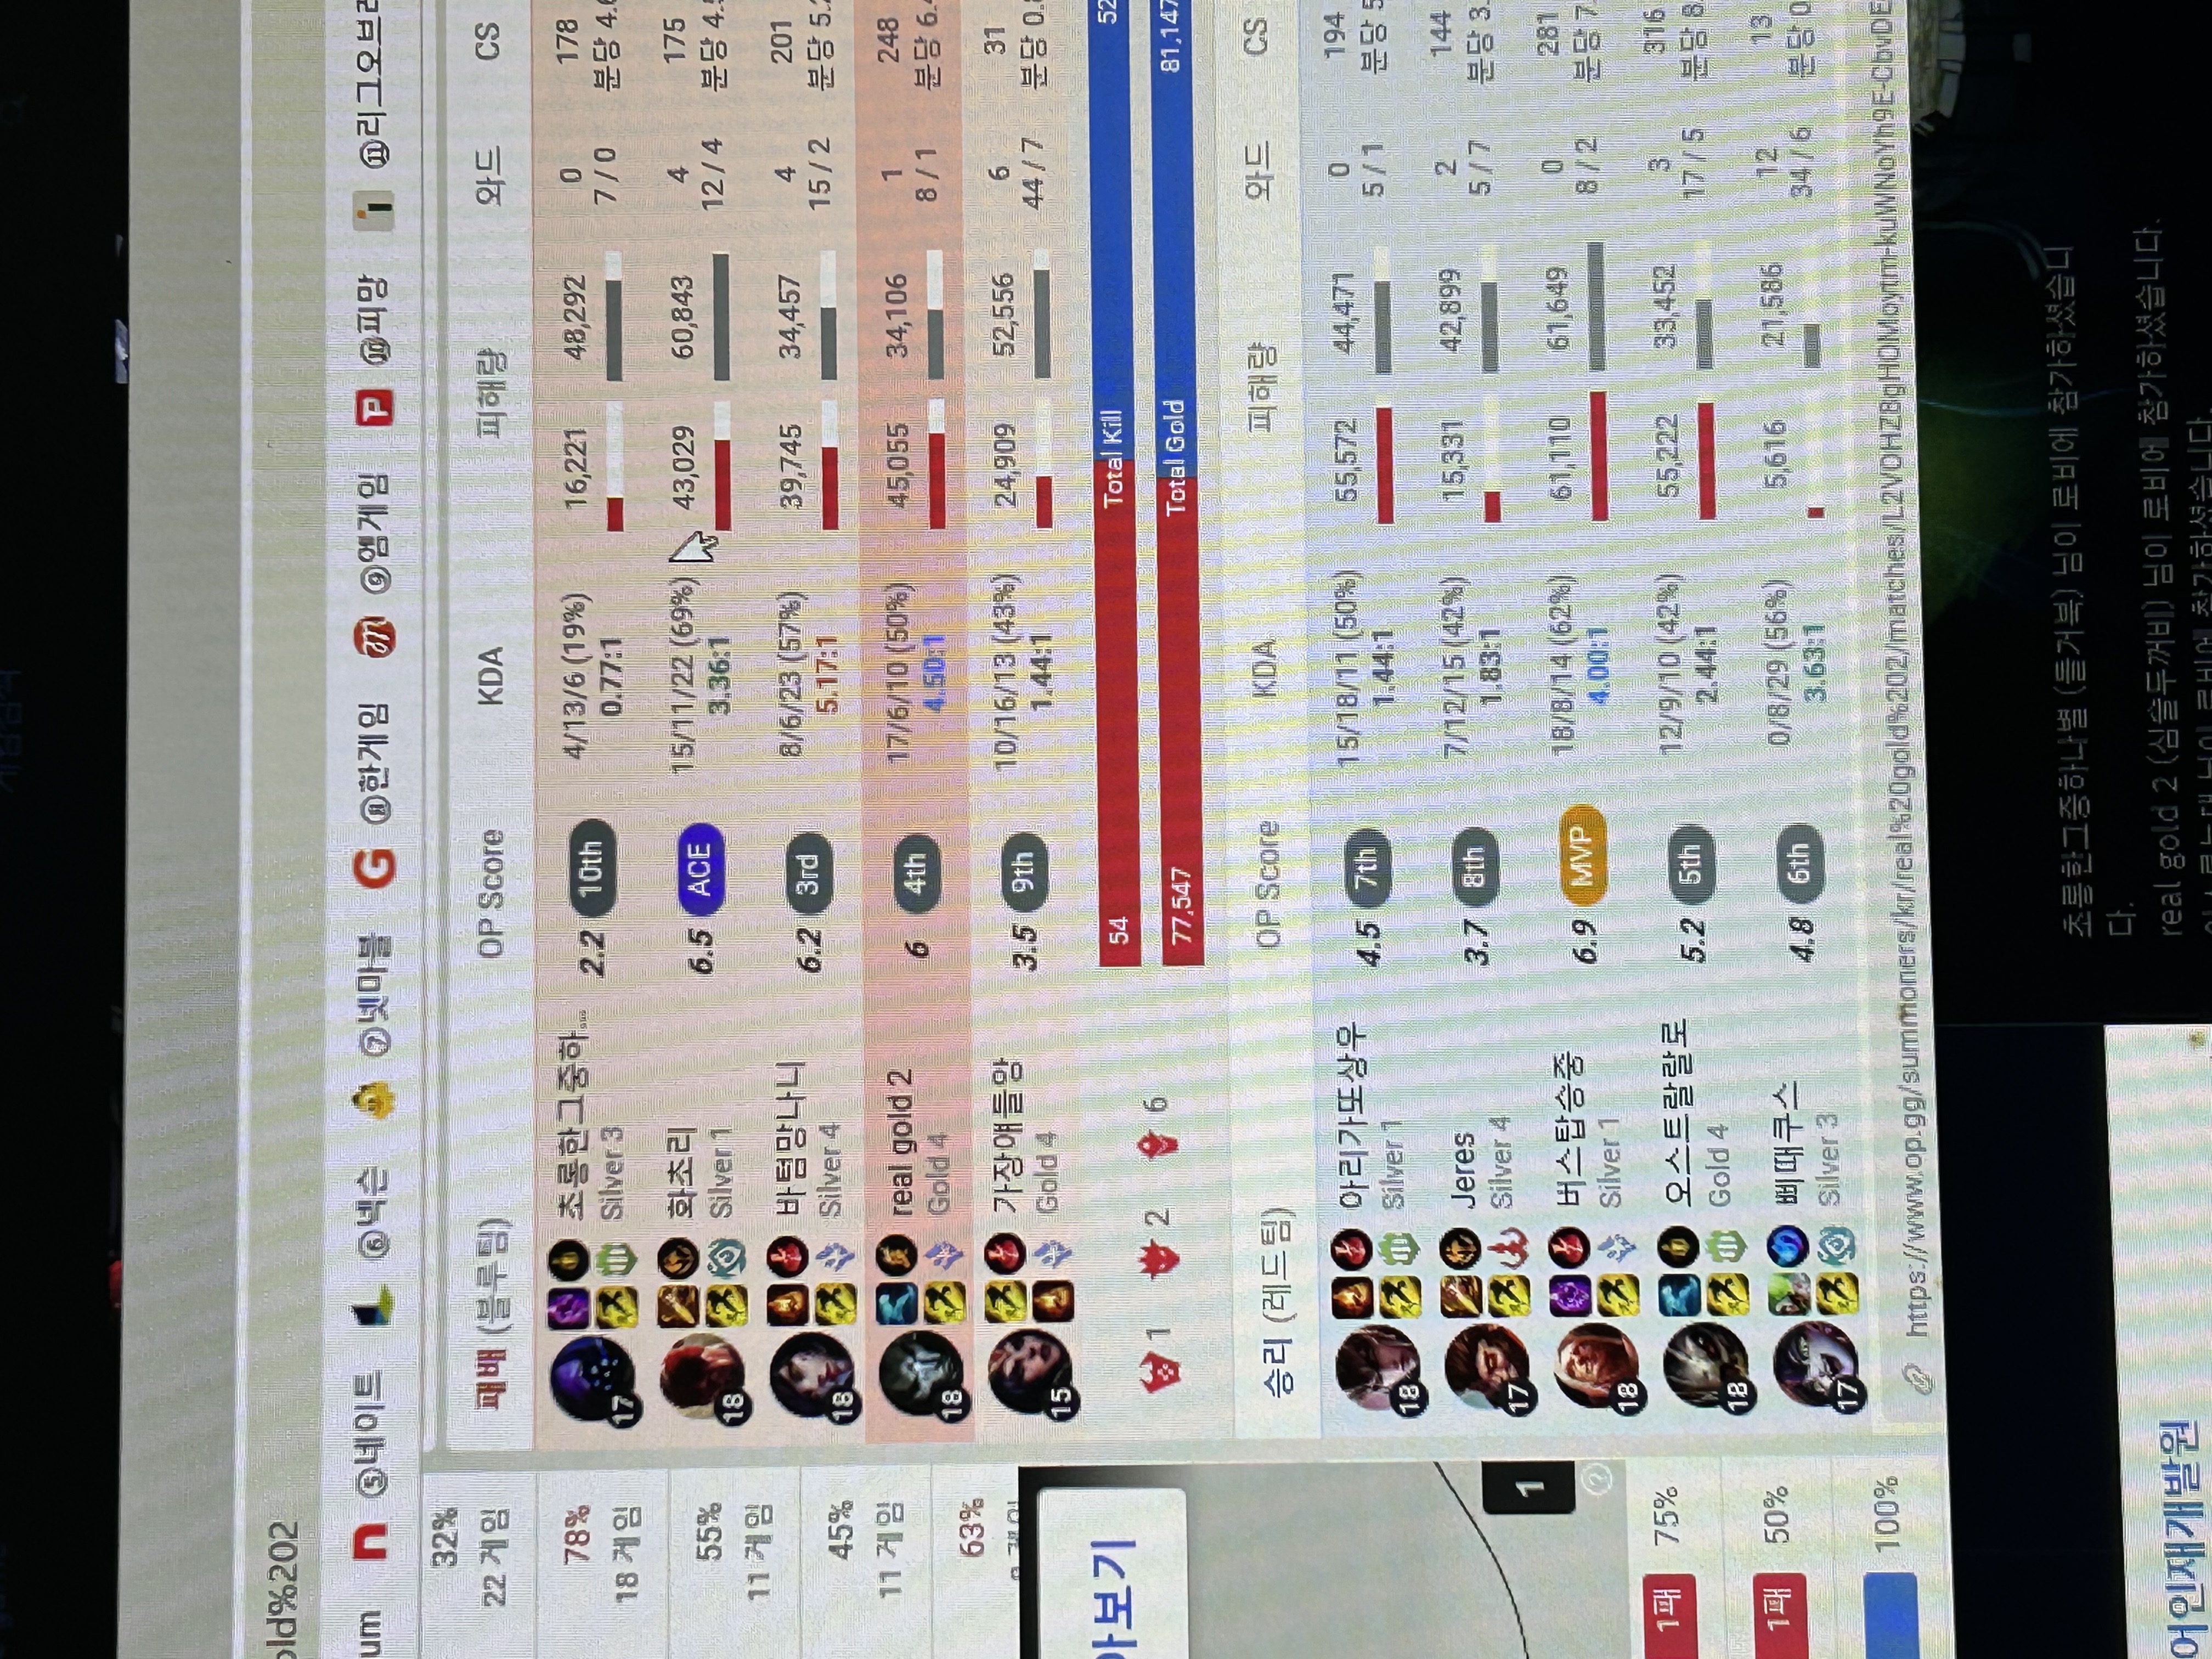 old%202
um ⑤네이트 ⑥넥슨 ⑦넷마블 G ⑧한게임 m ⑨엠게임 P ⑩피망 ⑪리그오브
32%
22 게임
78%
18 게임
55%
11 게임
45%
11 게임
63%
아보기
1
1패 75%
1패 50%
100%
패배 (블루팀) OP Score KDA 피해량 와드 CS
초롱한그중하... 2.2 10th 4/13/6 (19%) 16,221 48,292 0 178
17 Silver 3 0.77:1 7 / 0 분당 4.6
화초리 6.5 ACE 15/11/22 (69%) 43,029 60,843 4 175
18 Silver 1 3.36:1 12 / 4 분당 4.5
바텀망나니 6.2 3rd 8/6/23 (57%) 39,745 34,457 4 201
18 Silver 4 5.17:1 15 / 2 분당 5.2
real gold 2 6 4th 17/6/10 (50%) 45,055 34,106 1 248
18 Gold 4 4.50:1 8 / 1 분당 6.4
가장얘들앙 3.5 9th 10/16/13 (43%) 24,909 52,556 6 31
15 Gold 4 1.44:1 44 / 7 분당 0.8
54 Total Kill 52
1 2 6
77,547 Total Gold 81,147
승리 (레드팀) OP Score KDA 피해량 와드 CS
아리가또상우 4.5 7th 15/18/11 (50%) 55,572 44,471 0 194
18 Silver 1 1.44:1 5 / 1 분당 5
Jeres 3.7 8th 7/12/15 (42%) 15,331 42,899 2 144
17 Silver 4 1.83:1 5 / 7 분당 3.
버스탑승중 6.9 MVP 18/8/14 (62%) 61,110 61,649 0 281
18 Silver 1 4.00:1 8 / 2 분당 7.
오스트랄랄로 5.2 5th 12/9/10 (42%) 55,222 33,452 3 316
18 Gold 4 2.44:1 17 / 5 분당 8.
삐때쿠스 4.8 6th 0/8/29 (56%) 5,616 21,586 12 13
17 Silver 3 3.63:1 34 / 6 분당 0
https://www.op.gg/summoners/kr/real%20gold%202/matches/L2VOHZBgHOMoytm-kuWNoYh9E-CbvDE
초롱한그중하나별 (들거북) 님이 로비에 참가하셨습니
다.
real gold 2 (심술두꺼비) 님이 로비에 참가하셨습니다.
님이 로비에 참가하셨습니다.
어인재개발원